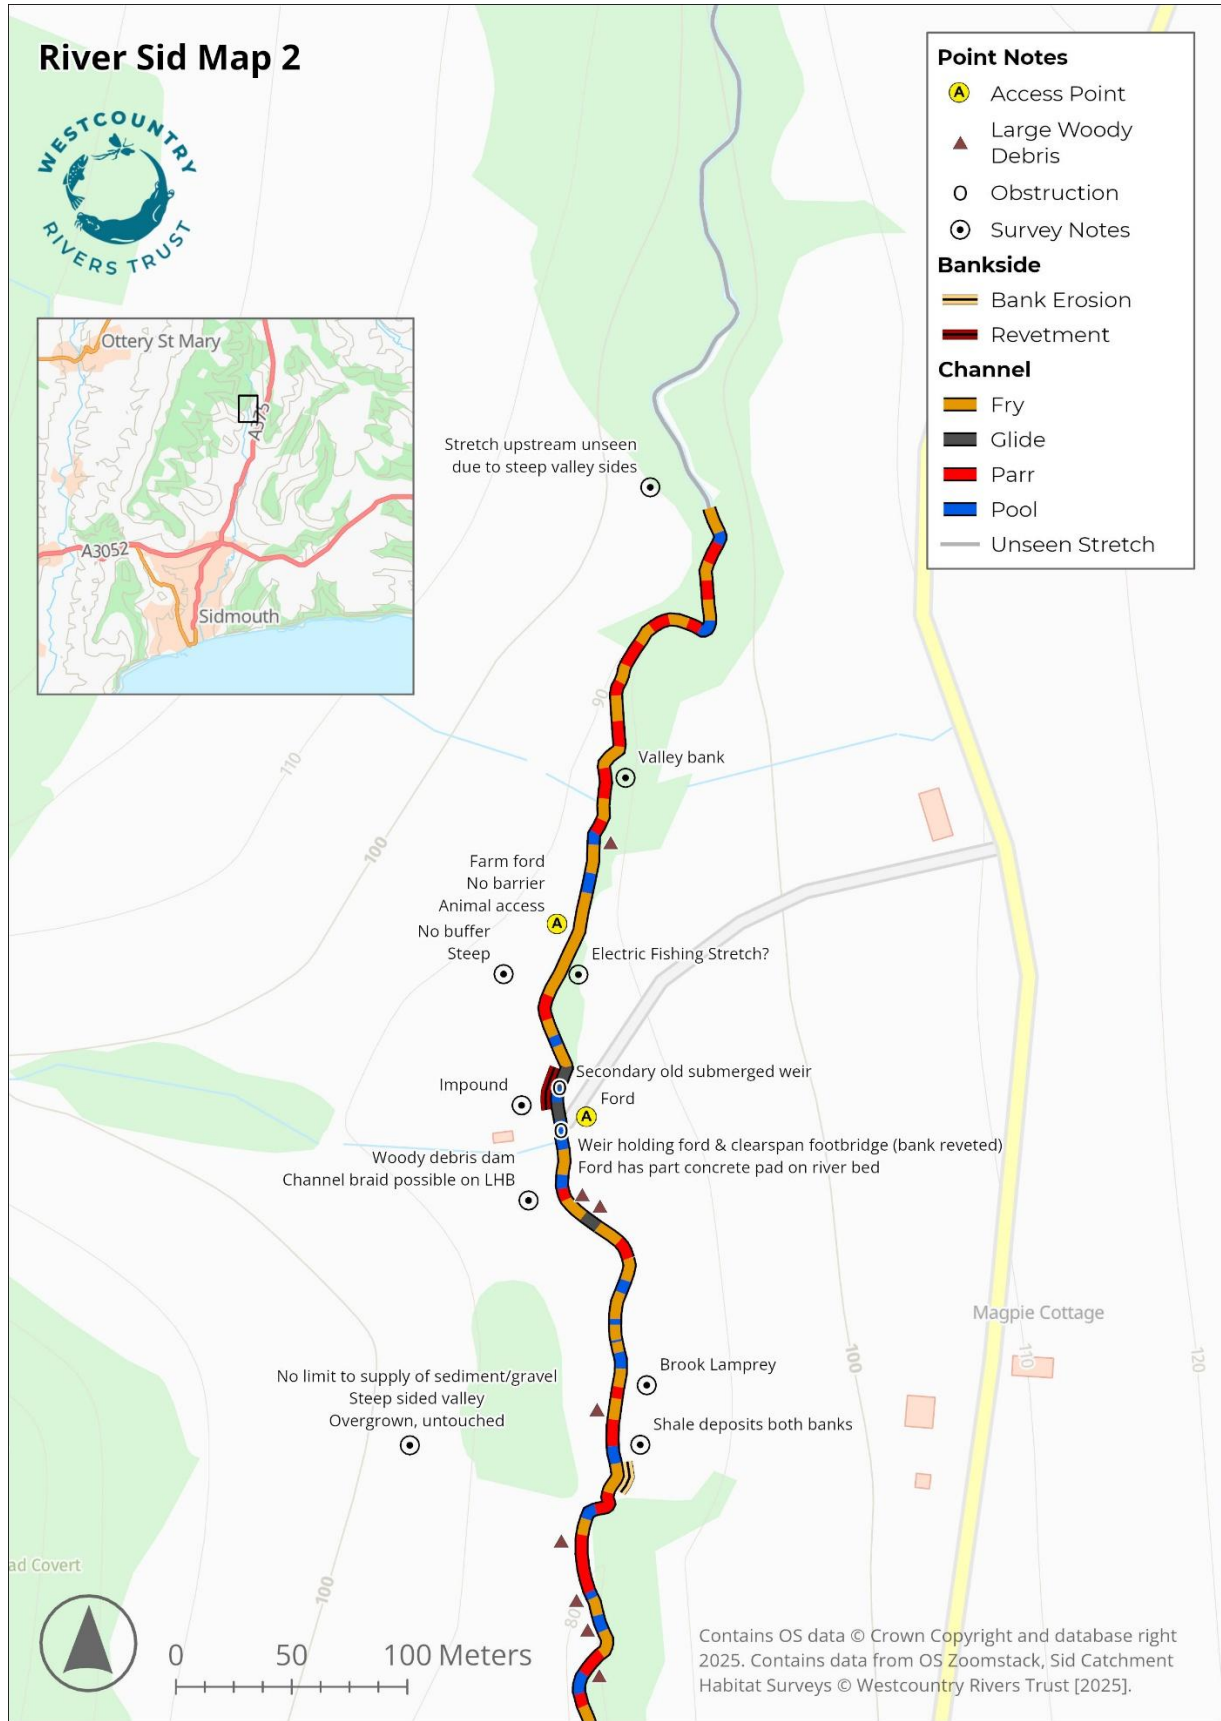 River Sid Map 2
WESTCOUNTRY
RIVERS TRUST
Ottery St Mary
A375
A3052
Sidmouth
Point Notes
A
Access Point
Large Woody
Debris
Obstruction
Survey Notes
Bankside
Bank Erosion
Revetment
Channel
Fry
Glide
Parr
Pool
Unseen Stretch
Stretch upstream unseen
due to steep valley sides
90
110
Valley bank
100
Farm ford
No barrier
Animal access
A
No buffer
Steep
Electric Fishing Stretch?
Secondary old submerged weir
Impound
Ford
A
Weir holding ford & clearspan footbridge (bank reveted)
Ford has part concrete pad on river bed
Woody debris dam
Channel braid possible on LHB
Magpie Cottage
100
110
120
Brook Lamprey
No limit to supply of sediment/gravel
Steep sided valley
Overgrown, untouched
Shale deposits both banks
ad Covert
100
80
0 50 100 Meters
Contains OS data © Crown Copyright and database right
2025. Contains data from OS Zoomstack, Sid Catchment
Habitat Surveys © Westcountry Rivers Trust [2025].